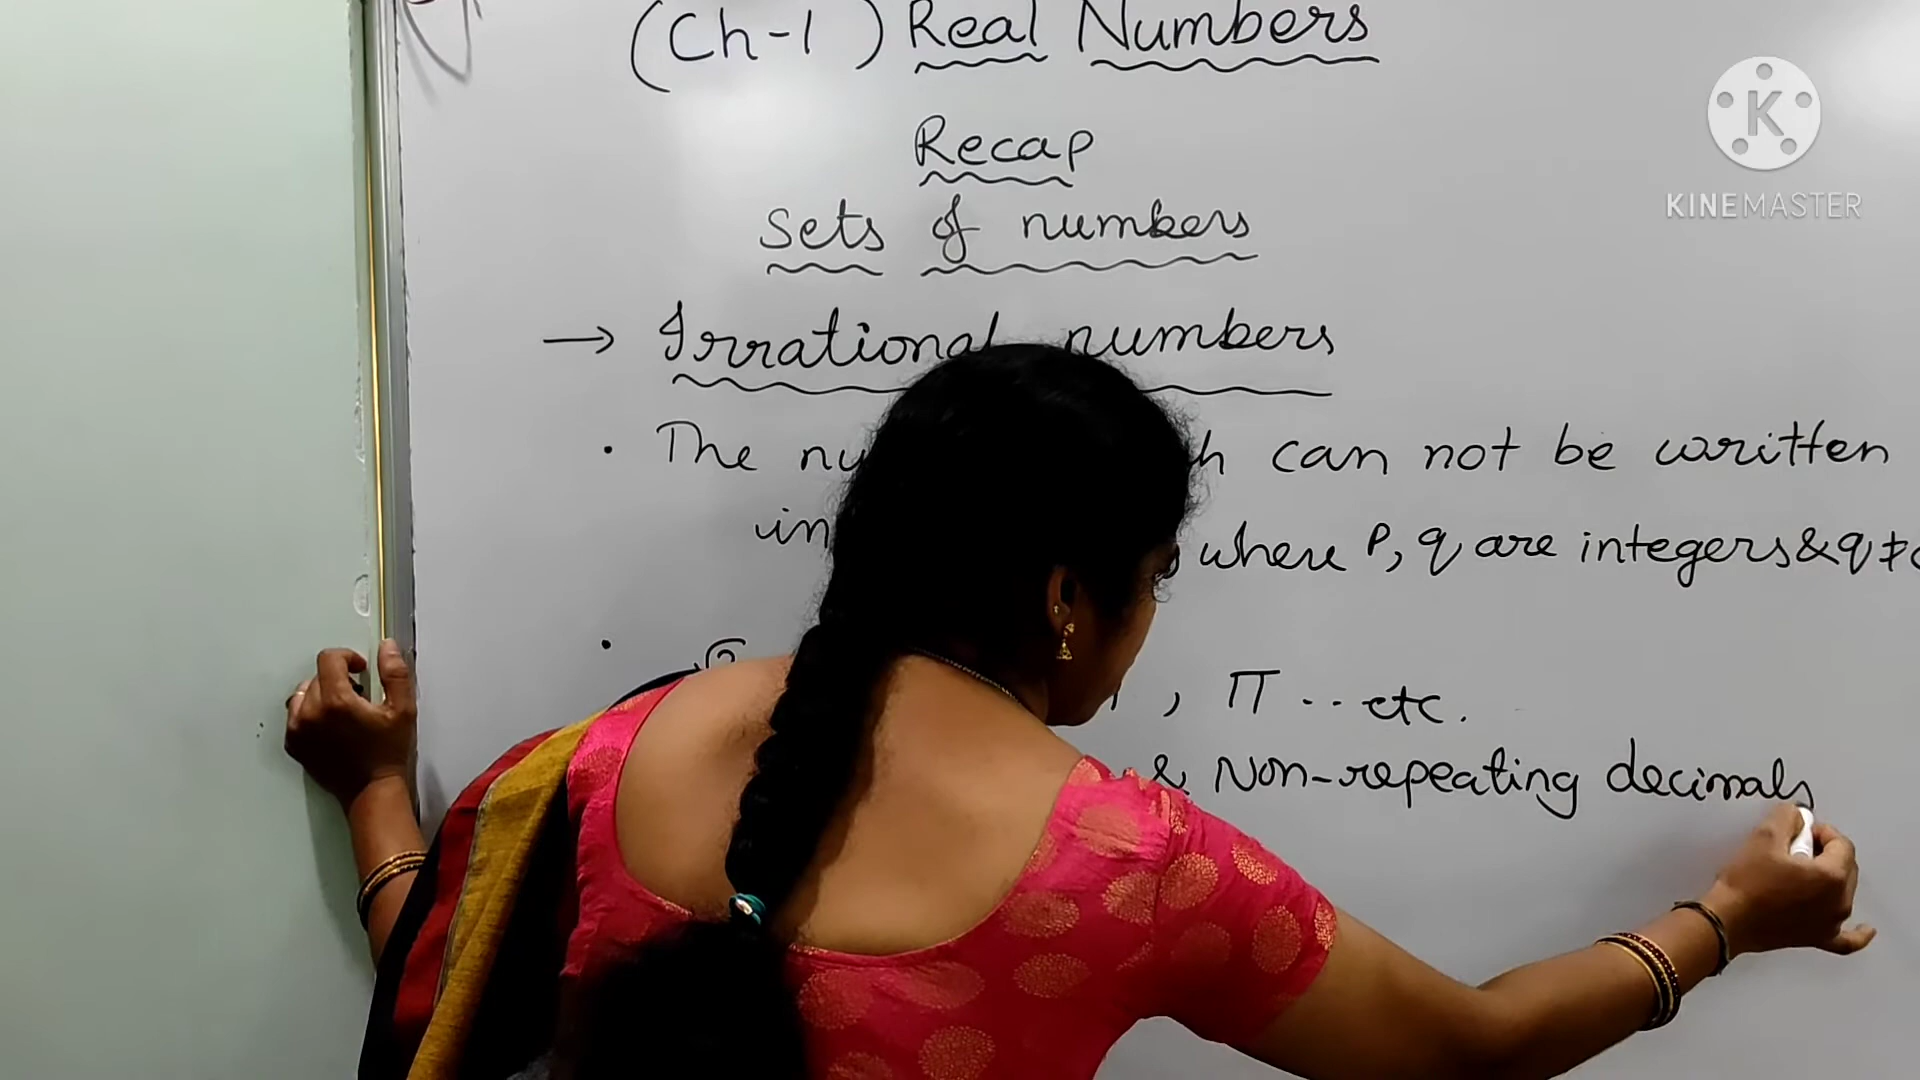 (Ch-1) Real Numbers
Recap
Sets of numbers
→ Irrational numbers
· The can not be written
in where P, q are integers & q ≠
· √2 , π .. etc.
& Non-repeating decimals
K
KINEMASTER